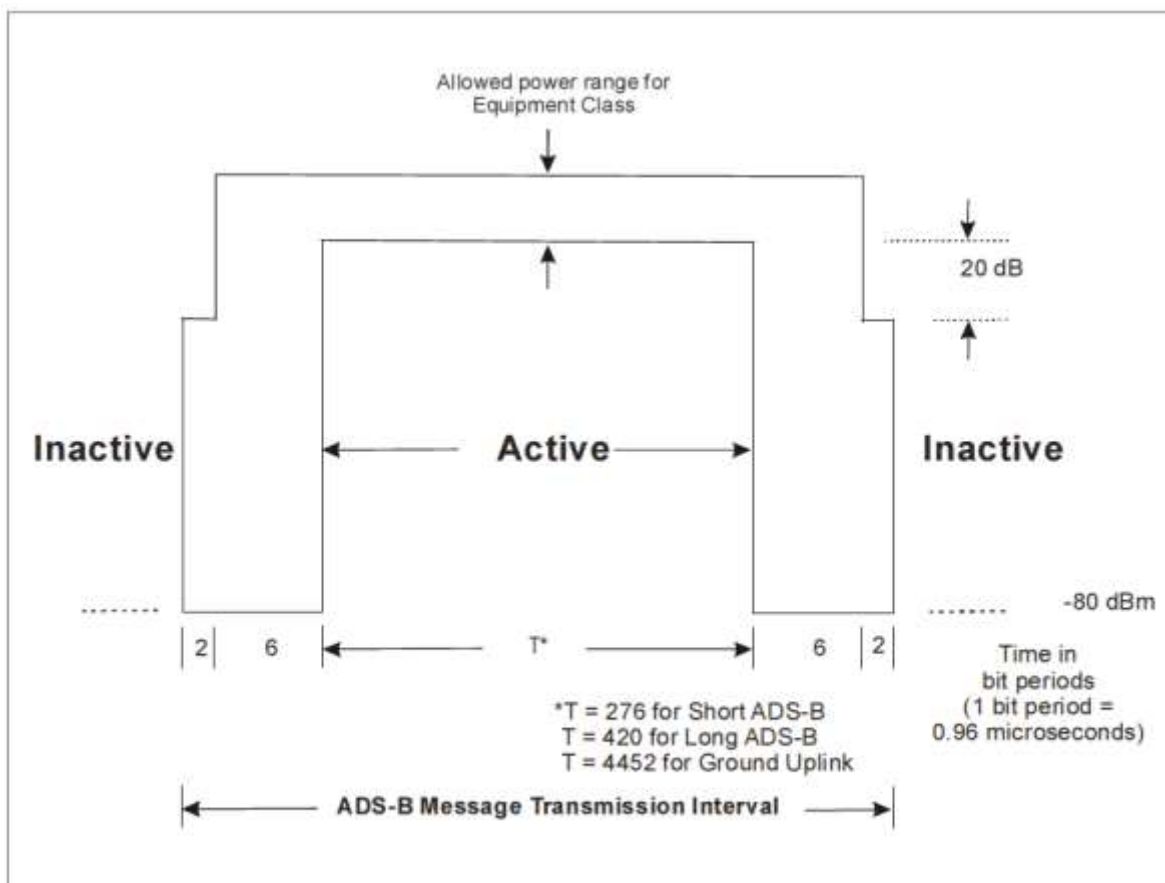 Allowed power range for
Equipment Class
20 dB
Inactive
Active
Inactive
-80 dBm
2
6
T*
6
2
Time in
bit periods
(1 bit period =
0.96 microseconds)
*T = 276 for Short ADS-B
T = 420 for Long ADS-B
T = 4452 for Ground Uplink
ADS-B Message Transmission Interval